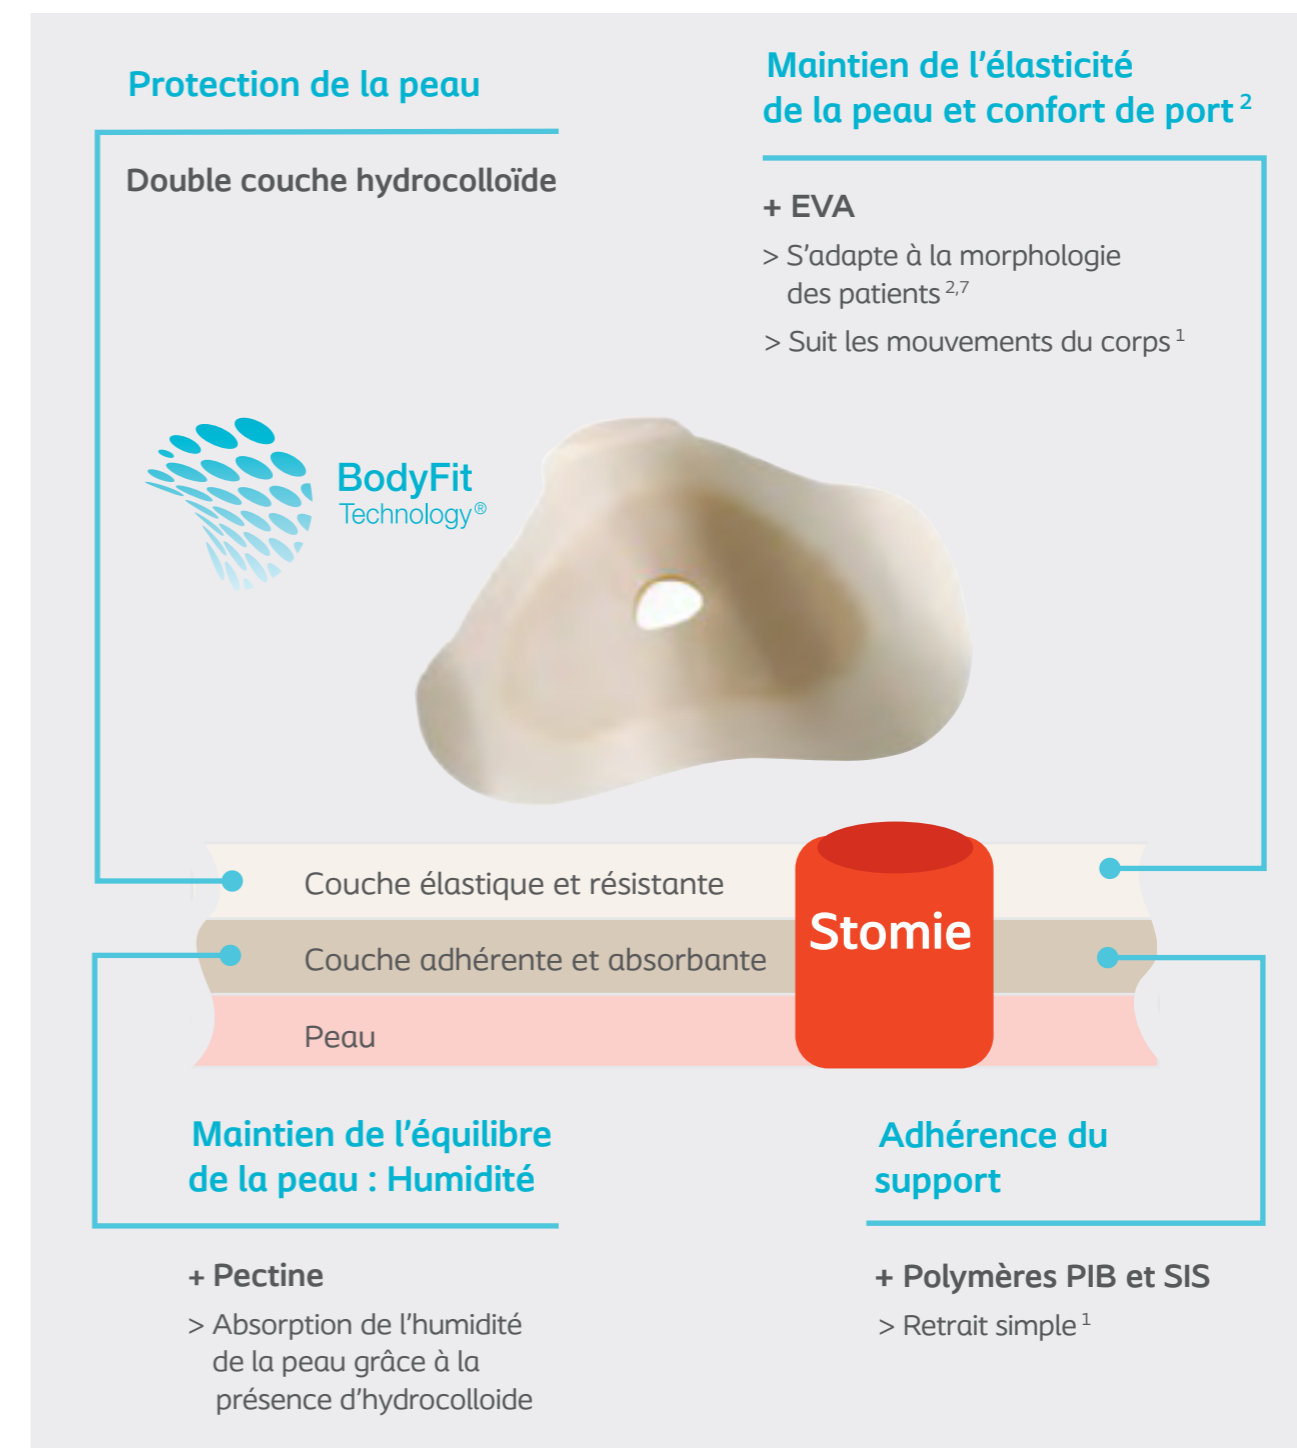 Protection de la peau
Double couche hydrocolloïde
Maintien de l'élasticité
de la peau et confort de port 2
+ EVA
> S'adapte à la morphologie
des patients 2,7
> Suit les mouvements du corps 1
BodyFit
Technology®
Couche élastique et résistante
Couche adhérente et absorbante
Peau
Stomie
Maintien de l'équilibre
de la peau : Humidité
+ Pectine
> Absorption de l'humidité
de la peau grâce à la
présence d'hydrocolloide
Adhérence du
support
+ Polymères PIB et SIS
> Retrait simple 1